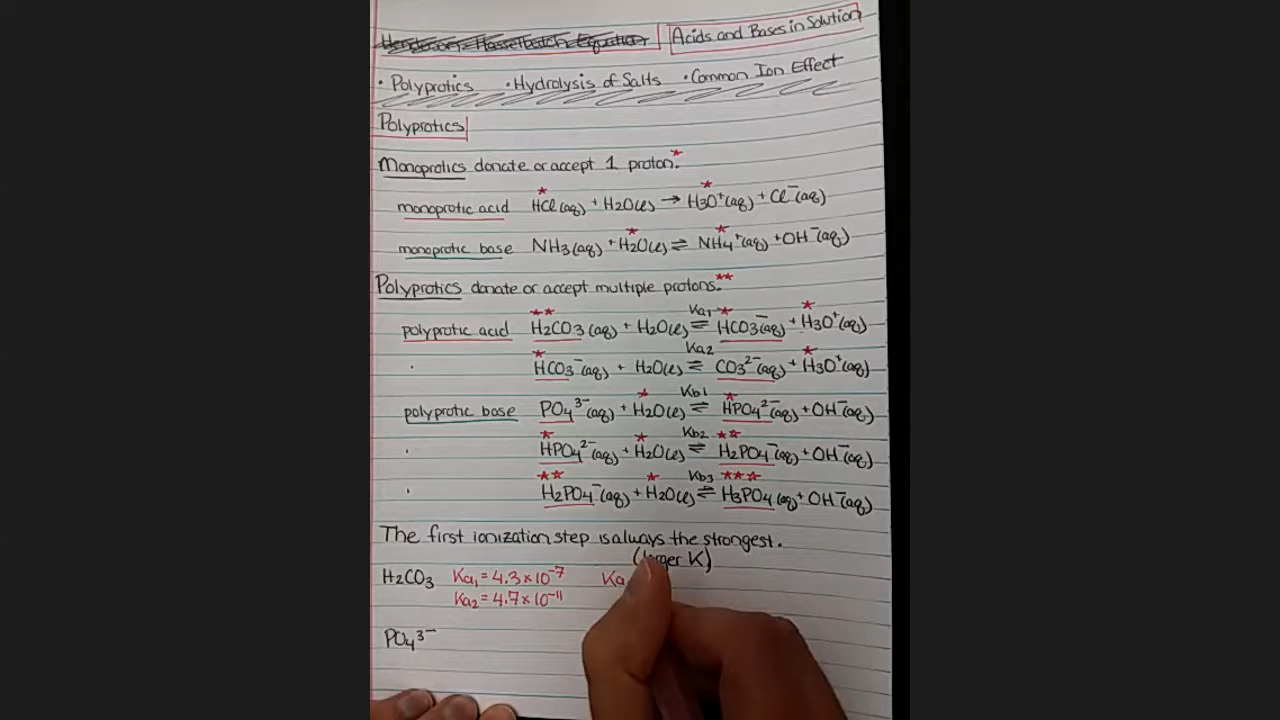 Henderson-Hasselbalch Equation Acids and Bases in Solution
• Polyprotics • Hydrolysis of Salts • Common Ion Effect
Polyprotics
Monoprotics donate or accept 1 proton.*
monoprotic acid HCl(aq) + H2O(l) → H3O⁺(aq) + Cl⁻(aq)
monoprotic base NH3(aq) + H2O(l) ⇌ NH4⁺(aq) + OH⁻(aq)
Polyprotics donate or accept multiple protons.**
polyprotic acid H2CO3(aq) + H2O(l) ⇌ Ka1 HCO3⁻(aq) + H3O⁺(aq)
HCO3⁻(aq) + H2O(l) ⇌ Ka2 CO3²⁻(aq) + H3O⁺(aq)
polyprotic base PO4³⁻(aq) + H2O(l) ⇌ Kb1 HPO4²⁻(aq) + OH⁻(aq)
HPO4²⁻(aq) + H2O(l) ⇌ Kb2 H2PO4⁻(aq) + OH⁻(aq)
H2PO4⁻(aq) + H2O(l) ⇌ Kb3 H3PO4(aq) + OH⁻(aq)
The first ionization step is always the strongest.
(larger K)
H2CO3 Ka1 = 4.3 × 10⁻⁷ Ka
Ka2 = 4.7 × 10⁻¹¹
PO4³⁻